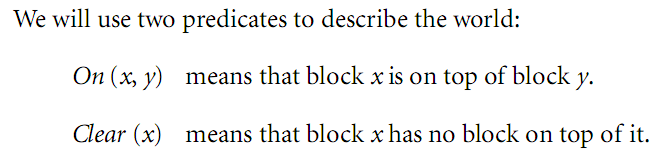 We will use two predicates to describe the world:
On (x, y) means that block x is on top of block y.
Clear (x) means that block x has no block on top of it.